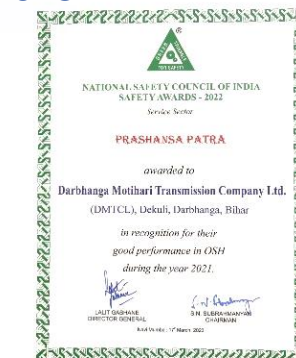 NATIONAL SAFETY COUNCIL OF INDIA
SAFETY AWARDS - 2022
Service Sector
PRASHANSA PATRA
awarded to
Darbhanga Motihari Transmission Company Ltd.
(DMTCL), Dekuli, Darbhanga, Bihar
in recognition for their
good performance in OSH
during the year 2021.
LALIT GABHANE
DIRECTOR GENERAL
S.N. SUBRAHMANYAN
CHAIRMAN
March, 2023